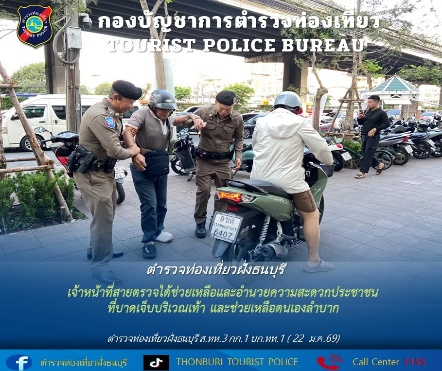 กองบัญชาการตำรวจท่องเที่ยว
TOURIST POLICE BUREAU
6407
ตำรวจท่องเที่ยวฝั่งธนบุรี
เจ้าหน้าที่สายตรวจได้ช่วยเหลือและอำนวยความสะดวกประชาชน
ที่บาดเจ็บบริเวณเท้า และช่วยเหลือตนเองลำบาก
ตำรวจท่องเที่ยวฝั่งธนบุรี ส.ทท.3 กก.1 บก.ทท.1 ( 22 ม.ค.69)
ตำรวจท่องเที่ยวฝั่งธนบุรี
THONBURI TOURIST POLICE
Call Center 1155